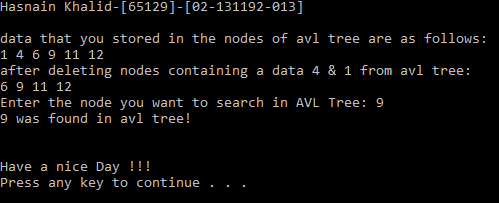 Hasnain Khalid-[65129]-[02-131192-013]
data that you stored in the nodes of avl tree are as follows:
1 4 6 9 11 12
after deleting nodes containing a data 4 & 1 from avl tree:
6 9 11 12
Enter the node you want to search in AVL Tree: 9
9 was found in avl tree!
Have a nice Day !!!
Press any key to continue . . .